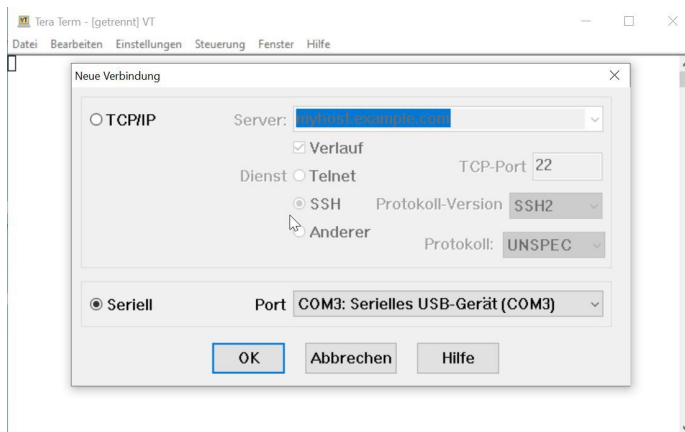 VT Tera Term - [getrennt] VT
Datei Bearbeiten Einstellungen Steuerung Fenster Hilfe
Neue Verbindung
TCP/IP Server: myhost.example.com
Verlauf
Dienst Telnet TCP-Port 22
SSH Protokoll-Version SSH2
Anderer Protokoll: UNSPEC
Seriell Port COM3: Serielles USB-Gerät (COM3)
OK Abbrechen Hilfe